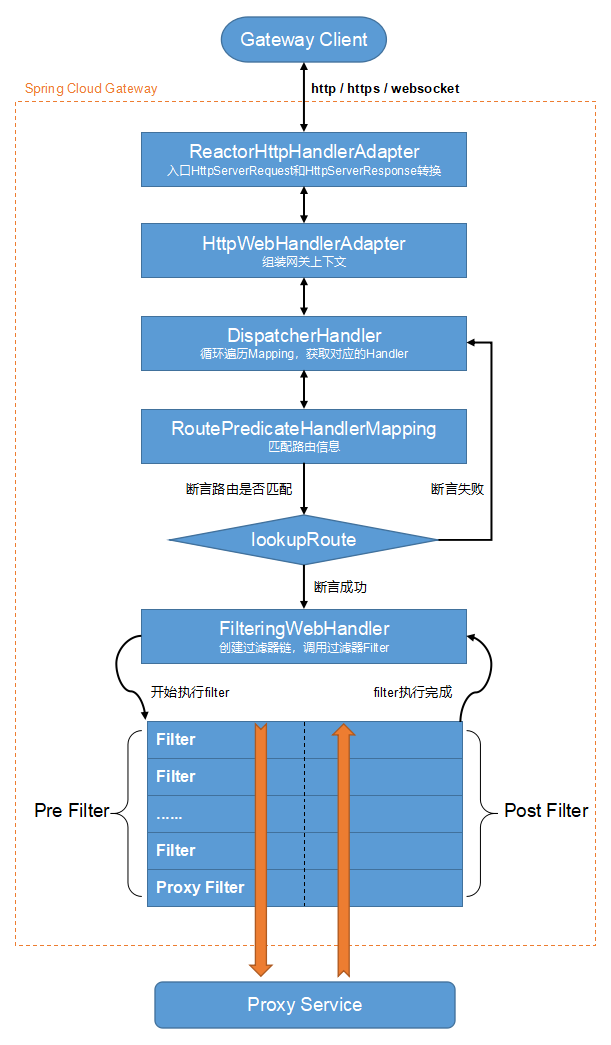 Gateway Client
Spring Cloud Gateway
http / https / websocket
ReactorHttpHandlerAdapter
入口HttpServerRequest和HttpServerResponse转换
HttpWebHandlerAdapter
组装网关上下文
DispatcherHandler
循环遍历Mapping，获取对应的Handler
RoutePredicateHandlerMapping
匹配路由信息
断言路由是否匹配
断言失败
lookupRoute
断言成功
FilteringWebHandler
创建过滤器链，调用过滤器Filter
开始执行filter
filter执行完成
Filter
Filter
......
Filter
Proxy Filter
Pre Filter
Post Filter
Proxy Service